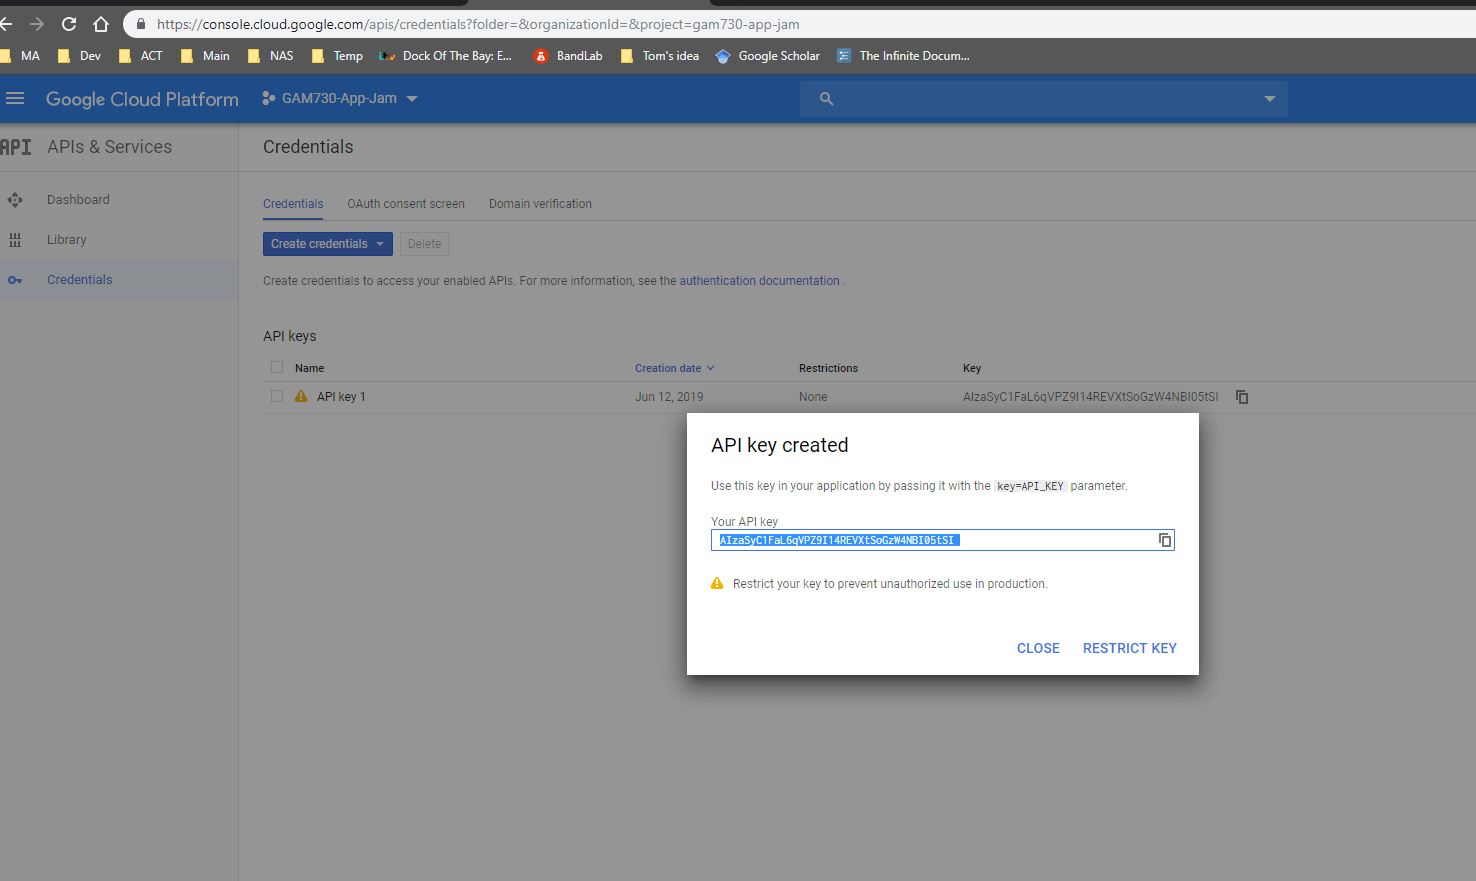 https://console.cloud.google.com/apis/credentials?folder=&organizationId=&project=gam730-app-jam
MA Dev ACT Main NAS Temp Dock Of The Bay: E... BandLab Tom's idea Google Scholar The Infinite Docum...
Google Cloud Platform GAM730-App-Jam
API APIs & Services Credentials
Dashboard
Library
Credentials
Credentials OAuth consent screen Domain verification
Create credentials Delete
Create credentials to access your enabled APIs. For more information, see the authentication documentation .
API keys
Name Creation date Restrictions Key
API key 1 Jun 12, 2019 None AIzaSyC1FaL6qVPZ9I14REVXtSoGzW4NBI05tSI
API key created
Use this key in your application by passing it with the key=API_KEY parameter.
Your API key
AIzaSyC1FaL6qVPZ9I14REVXtSoGzW4NBI05tSI
Restrict your key to prevent unauthorized use in production.
CLOSE RESTRICT KEY